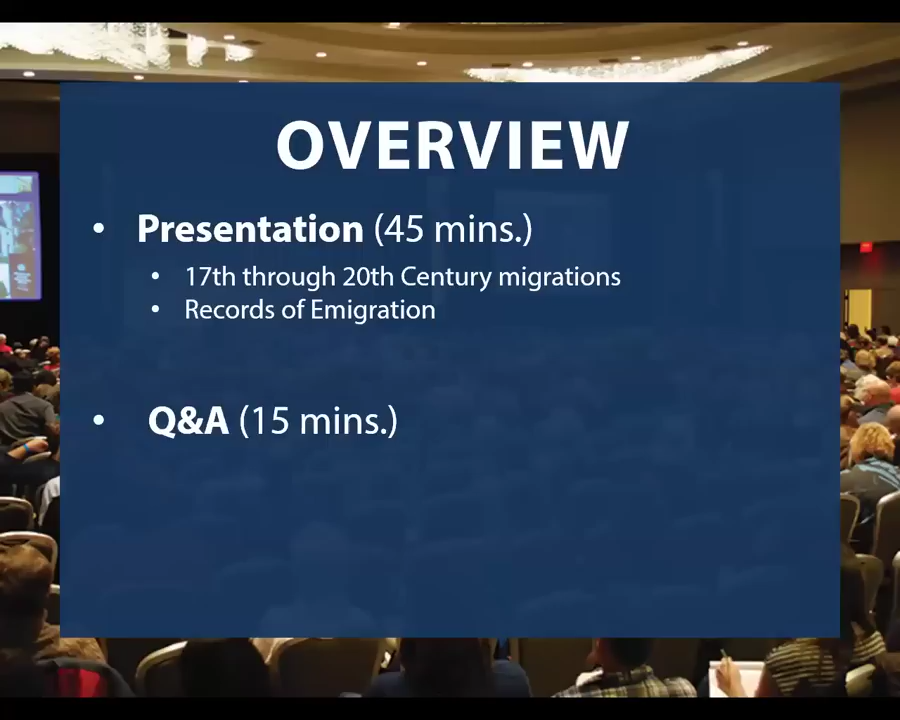 OVERVIEW
• Presentation (45 mins.)
• 17th through 20th Century migrations
• Records of Emigration
• Q&A (15 mins.)